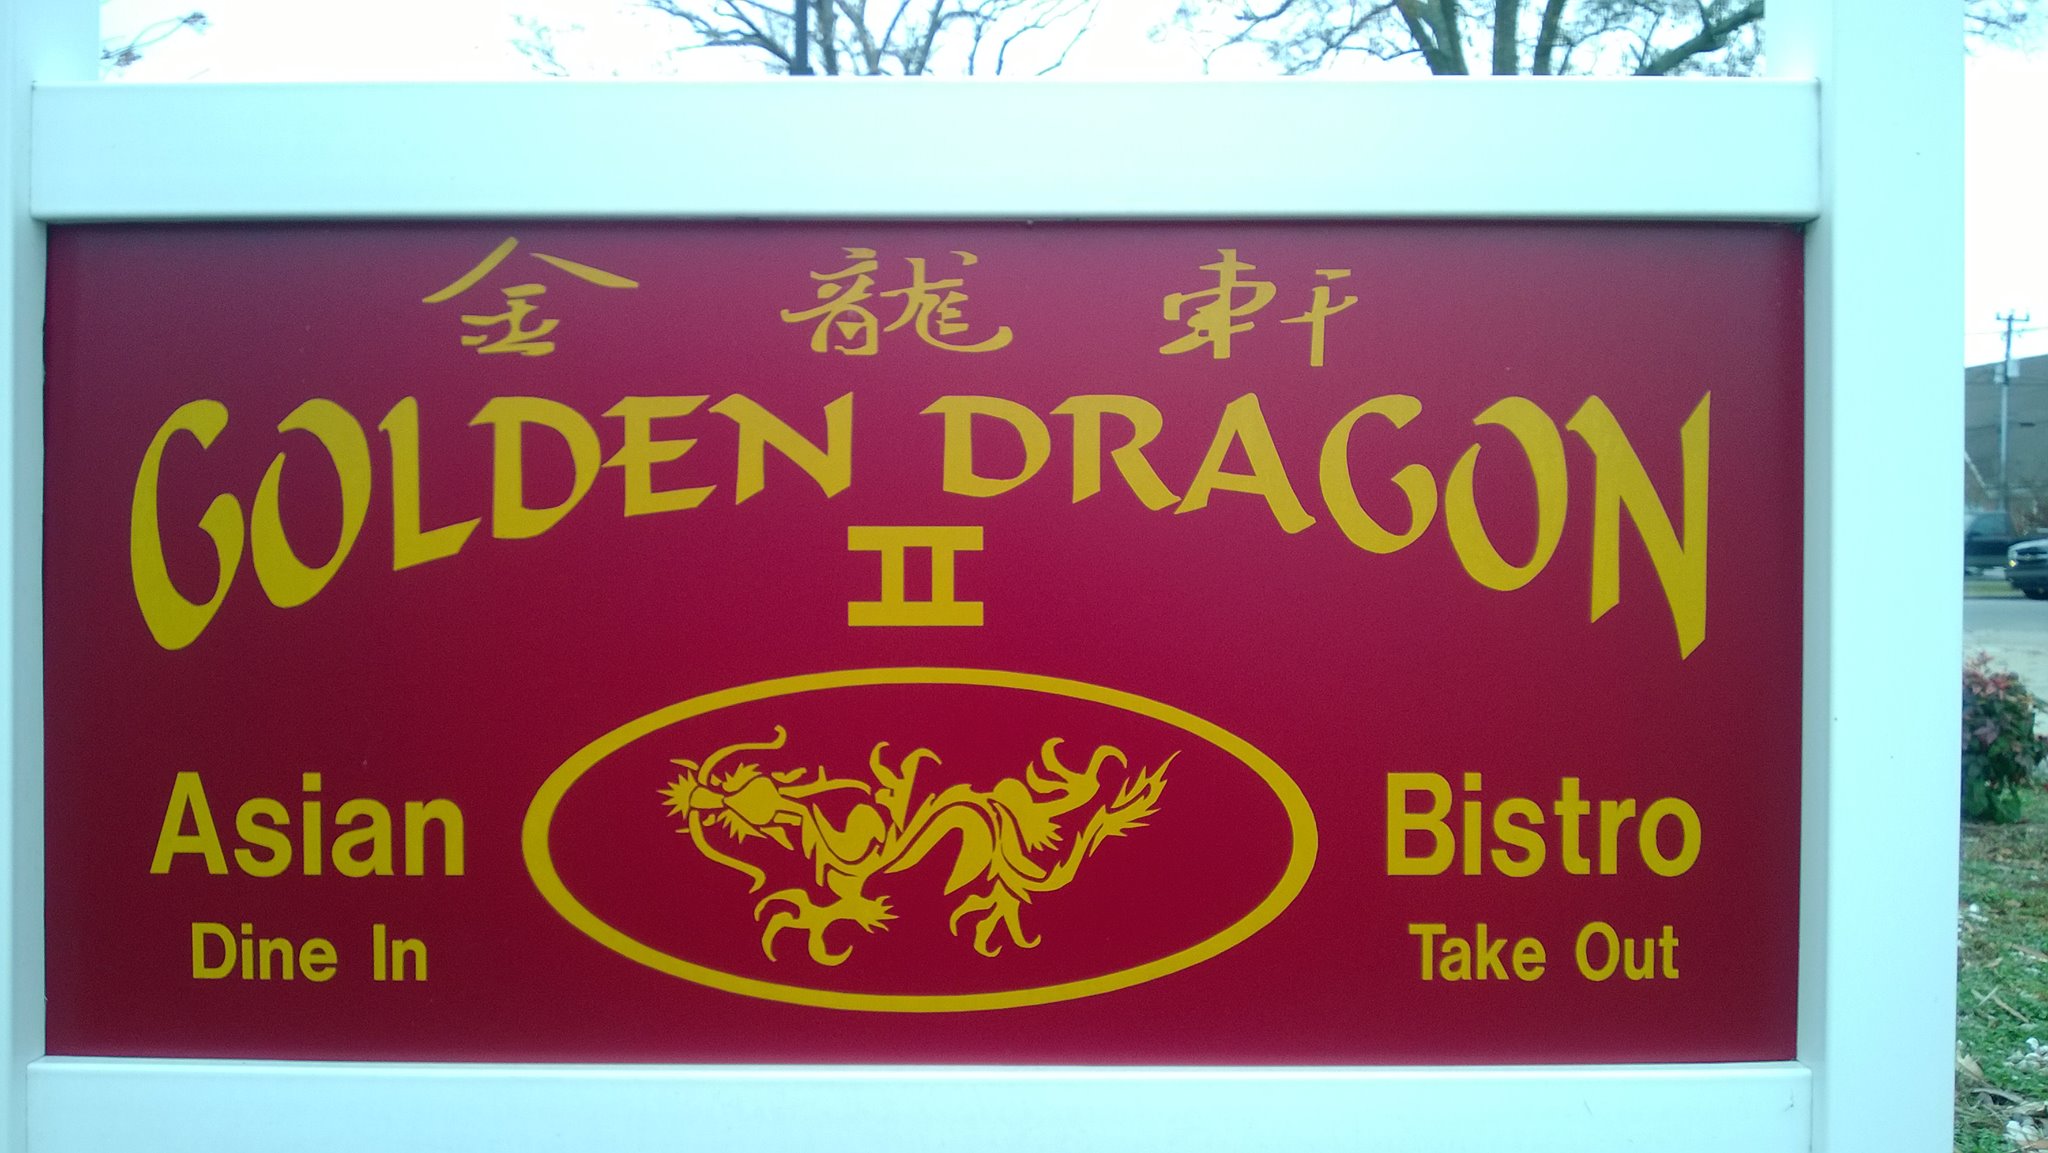 金龍軒
GOLDEN DRAGON
II
Asian Bistro
Dine In Take Out